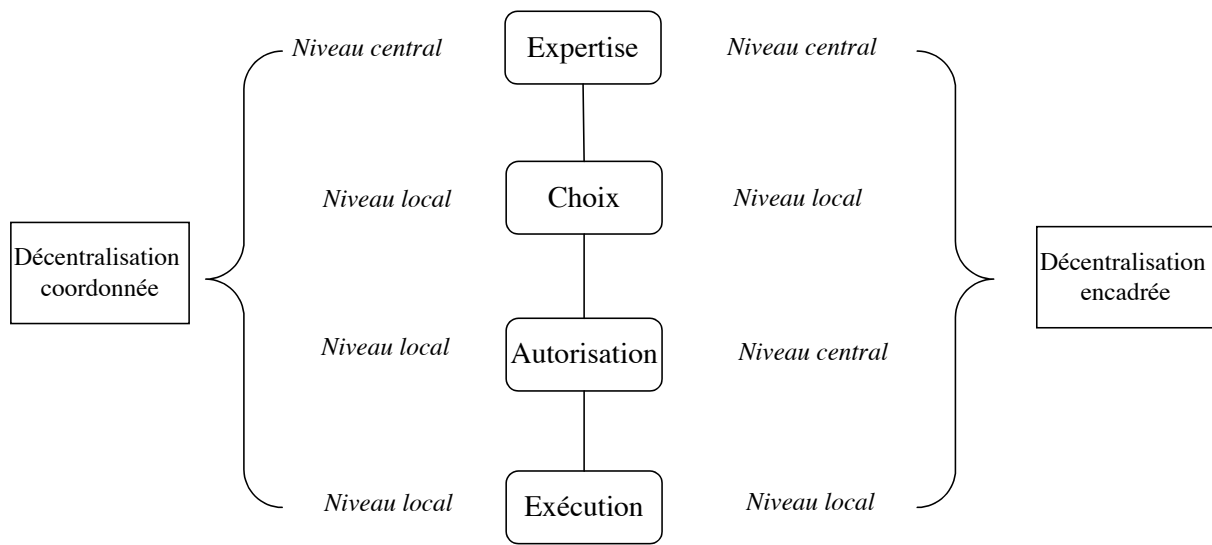 Niveau central
Expertise
Niveau central
Niveau local
Choix
Niveau local
Décentralisation
coordonnée
Décentralisation
encadrée
Niveau local
Autorisation
Niveau central
Niveau local
Exécution
Niveau local